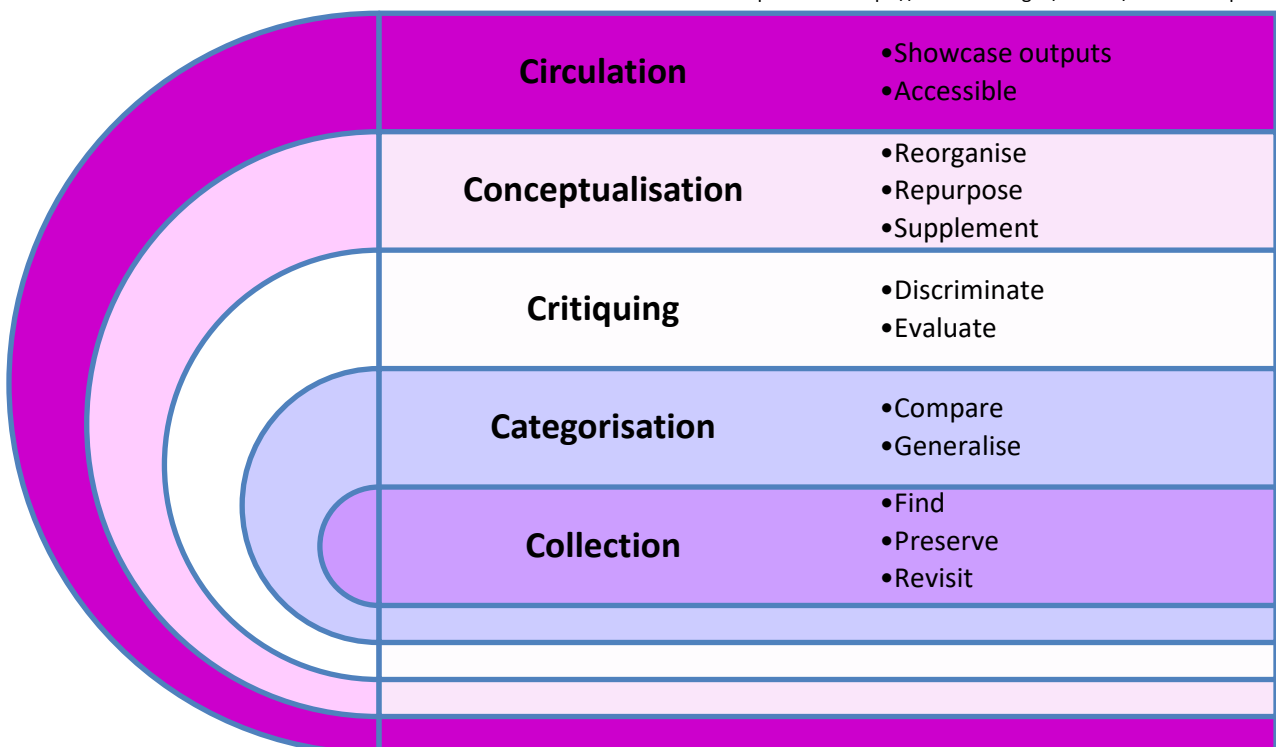 Circulation
•Showcase outputs
•Accessible
Conceptualisation
•Reorganise
•Repurpose
•Supplement
Critiquing
•Discriminate
•Evaluate
Categorisation
•Compare
•Generalise
Collection
•Find
•Preserve
•Revisit